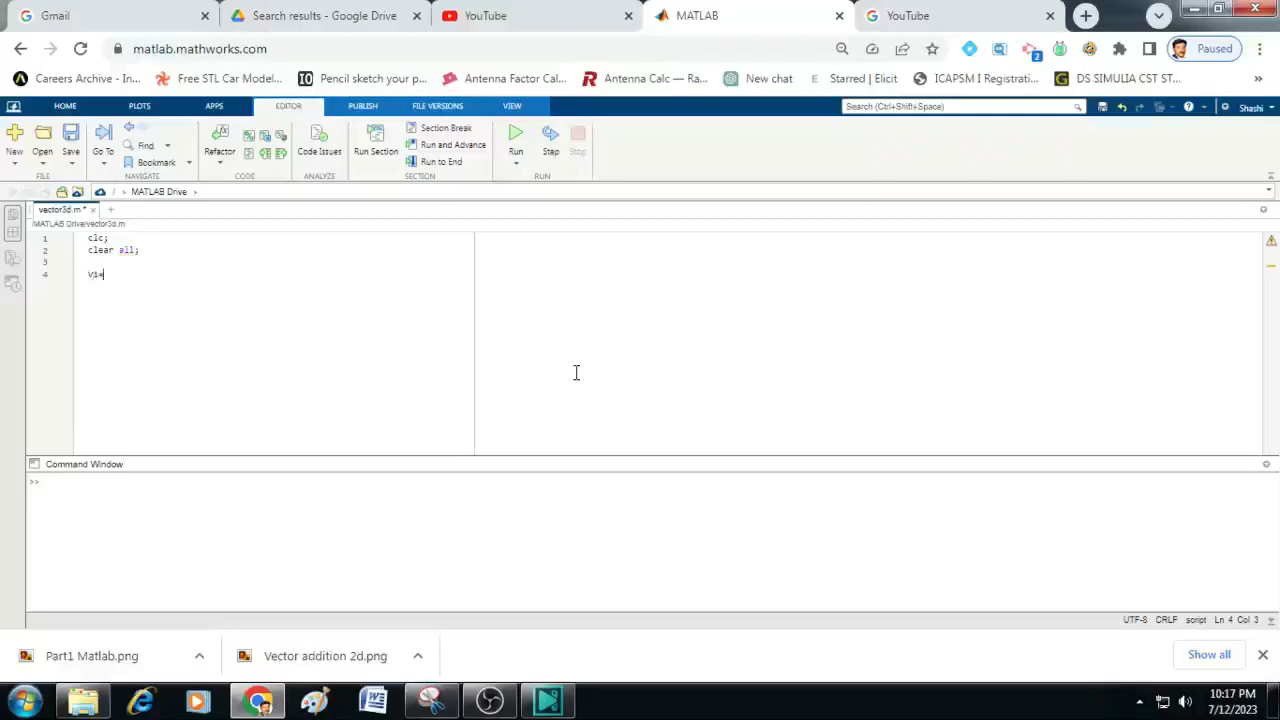 Gmail
Search results - Google Drive
YouTube
MATLAB
YouTube
matlab.mathworks.com
2
Paused
Careers Archive - In...
Free STL Car Model...
IO
Pencil sketch your p...
Antenna Factor Cal...
Antenna Calc — Ra...
New chat
E Starred | Elicit
ICAPSM I Registrati...
DS SIMULIA CST ST...
»
HOME
PLOTS
APPS
EDITOR
PUBLISH
FILE VERSIONS
VIEW
Search (Ctrl+Shift+Space)
Shashi
New
Open
Save
Go To
Find
Bookmark
Refactor
Code Issues
Run Section
Section Break
Run and Advance
Run to End
Run
Step
Stop
FILE
NAVIGATE
CODE
ANALYZE
SECTION
RUN
/ › MATLAB Drive ›
vector3d.m *
/MATLAB Drive/vector3d.m
1 clc;
2 clear all;
3
4
Command Window
>>
UTF-8 CRLF script Ln 4 Col 3
Part1 Matlab.png
Vector addition 2d.png
Show all
10:17 PM
7/12/2023